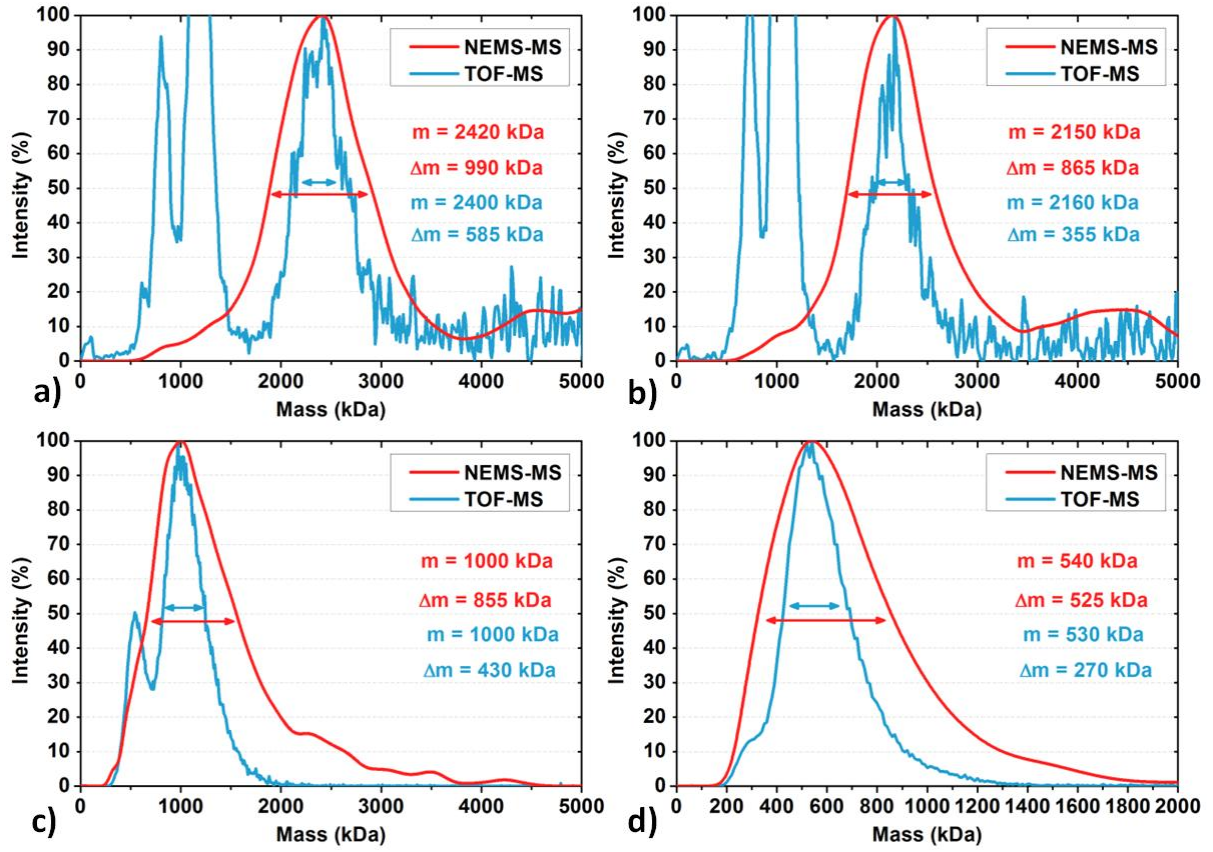 100
90
80
70
60
50
40
30
20
10
0
Intensity (%)
NEMS-MS
TOF-MS
m = 2420 kDa
Δm = 990 kDa
m = 2400 kDa
Δm = 585 kDa
0 1000 2000 3000 4000 5000
Mass (kDa)
a)
100
90
80
70
60
50
40
30
20
10
0
Intensity (%)
NEMS-MS
TOF-MS
m = 2150 kDa
Δm = 865 kDa
m = 2160 kDa
Δm = 355 kDa
0 1000 2000 3000 4000 5000
Mass (kDa)
b)
100
90
80
70
60
50
40
30
20
10
0
Intensity (%)
NEMS-MS
TOF-MS
m = 1000 kDa
Δm = 855 kDa
m = 1000 kDa
Δm = 430 kDa
0 1000 2000 3000 4000 5000
Mass (kDa)
c)
100
90
80
70
60
50
40
30
20
10
0
Intensity (%)
NEMS-MS
TOF-MS
m = 540 kDa
Δm = 525 kDa
m = 530 kDa
Δm = 270 kDa
0 200 400 600 800 1000 1200 1400 1600 1800 2000
Mass (kDa)
d)